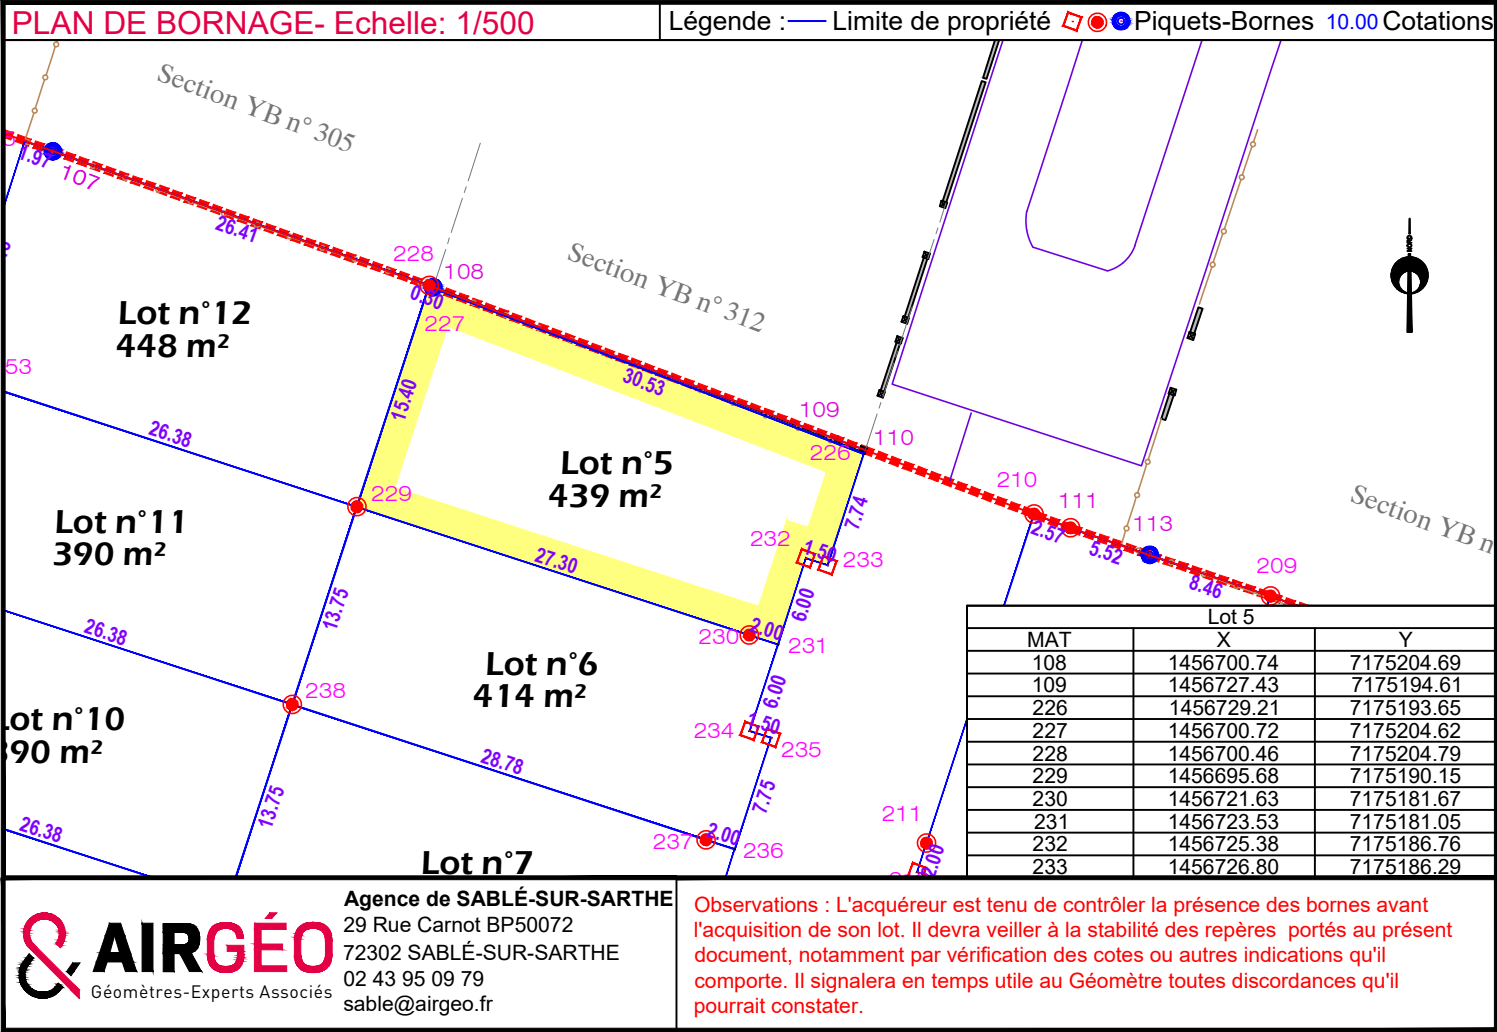 PLAN DE BORNAGE- Echelle: 1/500
Légende : Limite de propriété Piquets-Bornes 10.00 Cotations
Section YB n° 305
1.97
107
26.41
228
108
0.30
227
Section YB n° 312
NORD
Lot n°12
448 m²
53
15.40
30.53
109
110
226
26.38
Lot n°5
439 m²
229
7.74
210
111
113
Section YB n
2.57
5.52
8.46
209
232
1.50
233
Lot n°11
390 m²
27.30
13.75
6.00
230
2.00
231
26.38
Lot n°6
414 m²
238
6.00
234
1.50
235
Lot n°10
390 m²
28.78
7.75
13.75
26.38
211
2.00
237
2.00
236
Lot n°7
Lot 5
MAT X Y
108 1456700.74 7175204.69
109 1456727.43 7175194.61
226 1456729.21 7175193.65
227 1456700.72 7175204.62
228 1456700.46 7175204.79
229 1456695.68 7175190.15
230 1456721.63 7175181.67
231 1456723.53 7175181.05
232 1456725.38 7175186.76
233 1456726.80 7175186.29
AIRGÉO
Géomètres-Experts Associés
Agence de SABLÉ-SUR-SARTHE
29 Rue Carnot BP50072
72302 SABLÉ-SUR-SARTHE
02 43 95 09 79
sable@airgeo.fr
Observations : L'acquéreur est tenu de contrôler la présence des bornes avant
l'acquisition de son lot. Il devra veiller à la stabilité des repères portés au présent
document, notamment par vérification des cotes ou autres indications qu'il
comporte. Il signalera en temps utile au Géomètre toutes discordances qu'il
pourrait constater.